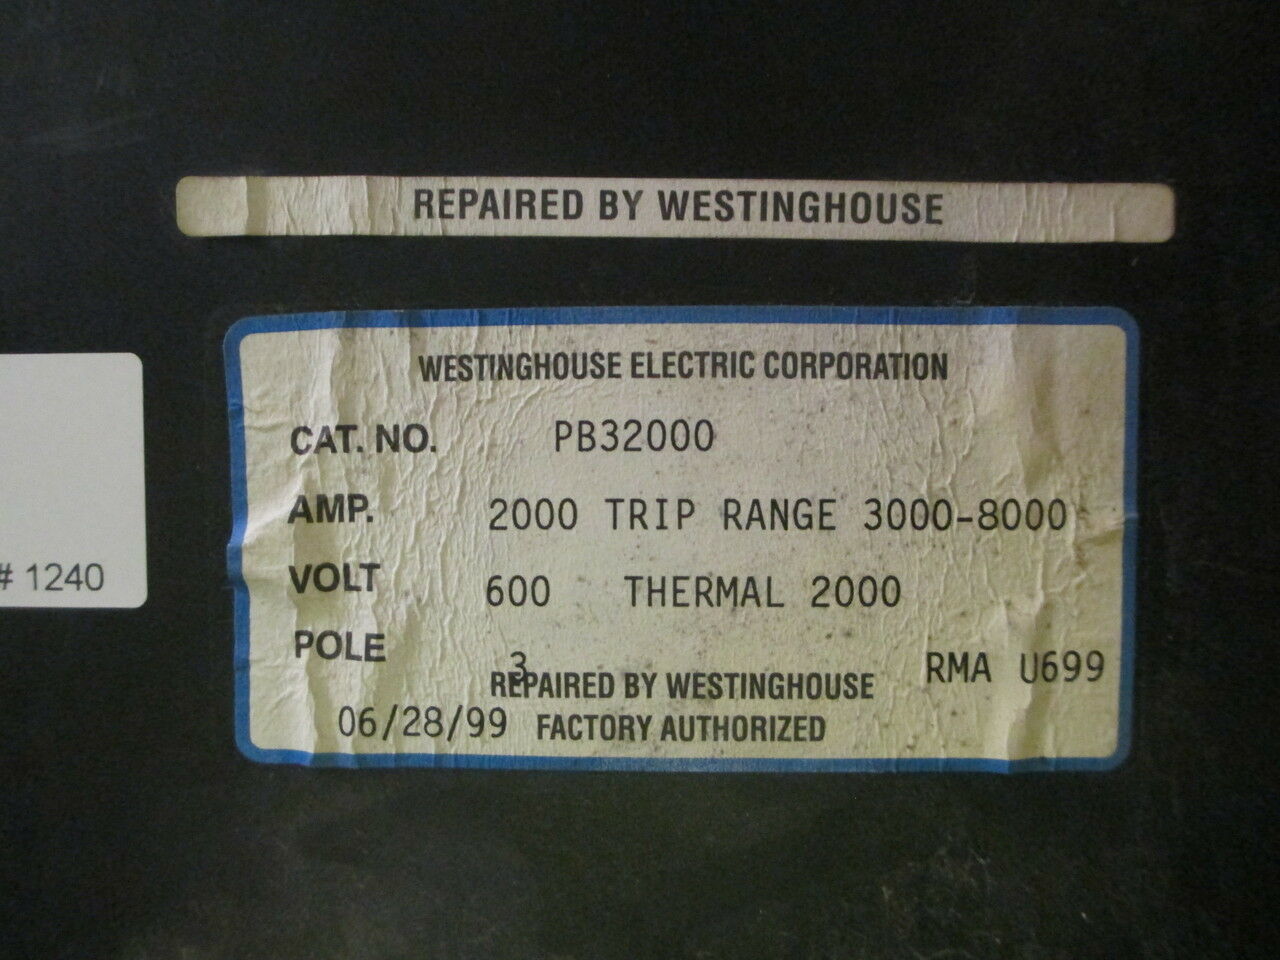 REPAIRED BY WESTINGHOUSE
WESTINGHOUSE ELECTRIC CORPORATION
CAT. NO. PB32000
AMP. 2000 TRIP RANGE 3000-8000
VOLT 600 THERMAL 2000
POLE 3
RMA U699
REPAIRED BY WESTINGHOUSE
06/28/99 FACTORY AUTHORIZED
# 1240